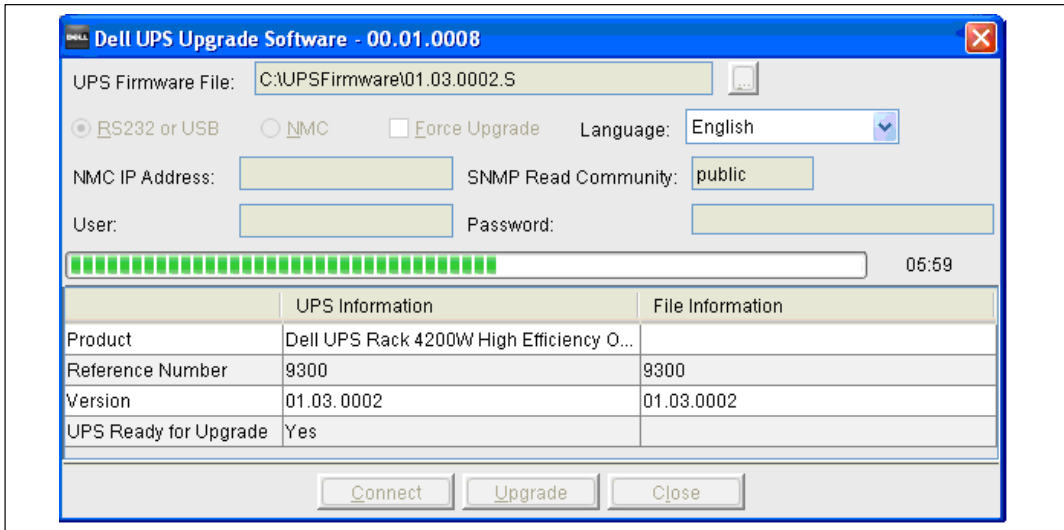 DELL Dell UPS Upgrade Software - 00.01.0008
UPS Firmware File: C:\UPSFirmware\01.03.0002.S ...
RS232 or USB NMC Force Upgrade Language: English
NMC IP Address: SNMP Read Community: public
User: Password:
05:59
UPS Information File Information
Product Dell UPS Rack 4200W High Efficiency O...
Reference Number 9300 9300
Version 01.03.0002 01.03.0002
UPS Ready for Upgrade Yes
Connect Upgrade Close